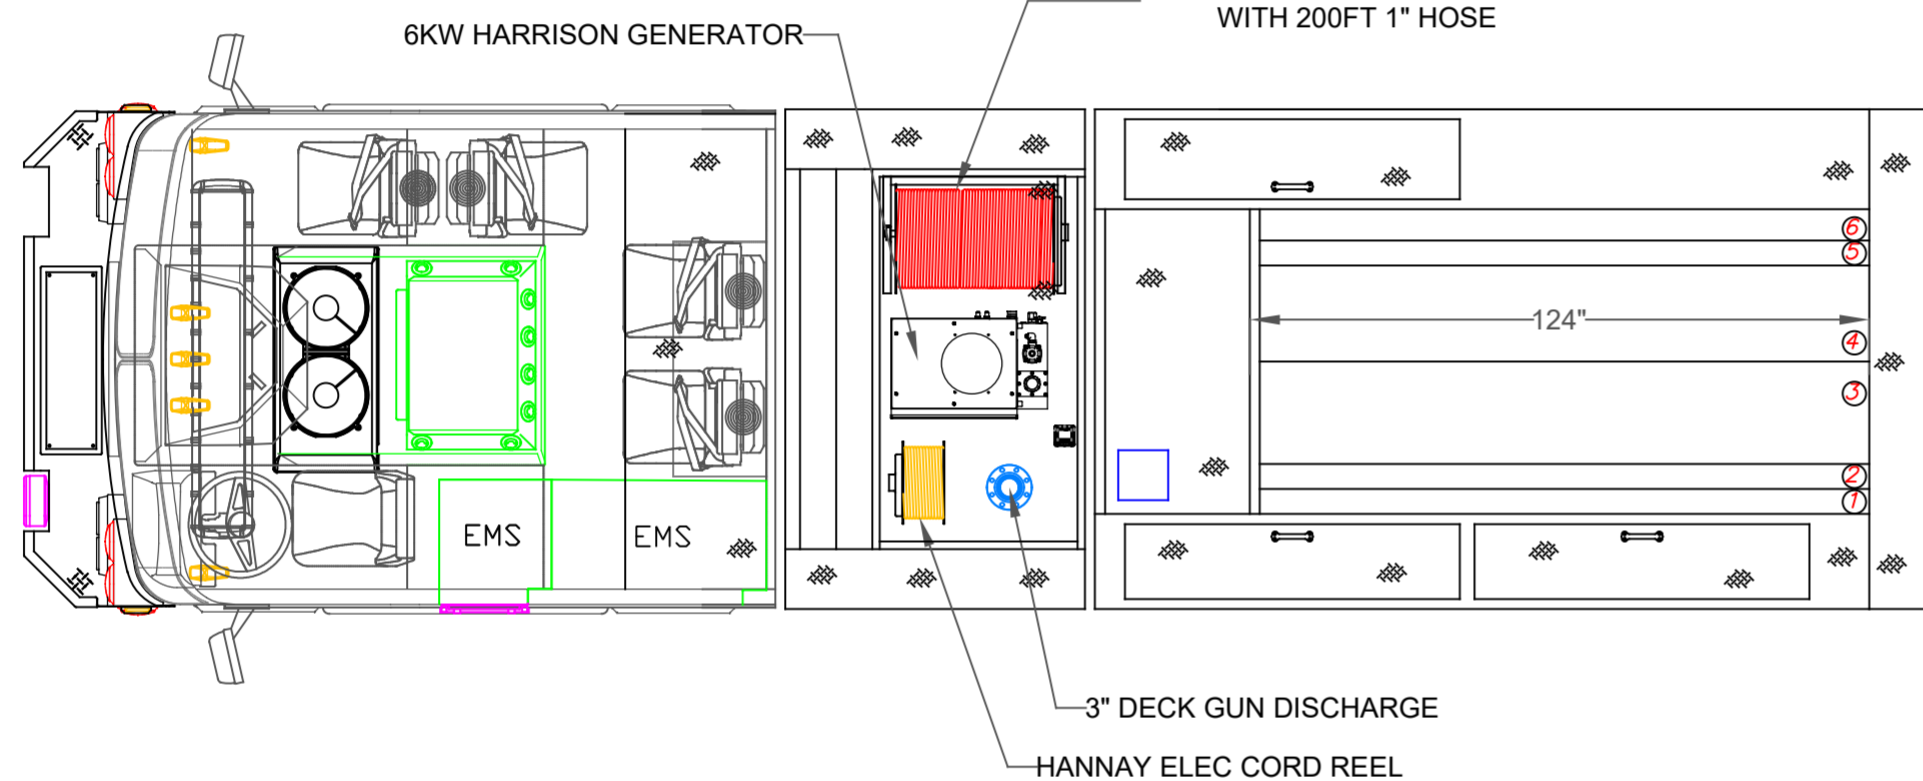 WITH 200FT 1" HOSE
6KW HARRISON GENERATOR
6
5
124"
4
3
2
1
EMS EMS
3" DECK GUN DISCHARGE
HANNAY ELEC CORD REEL